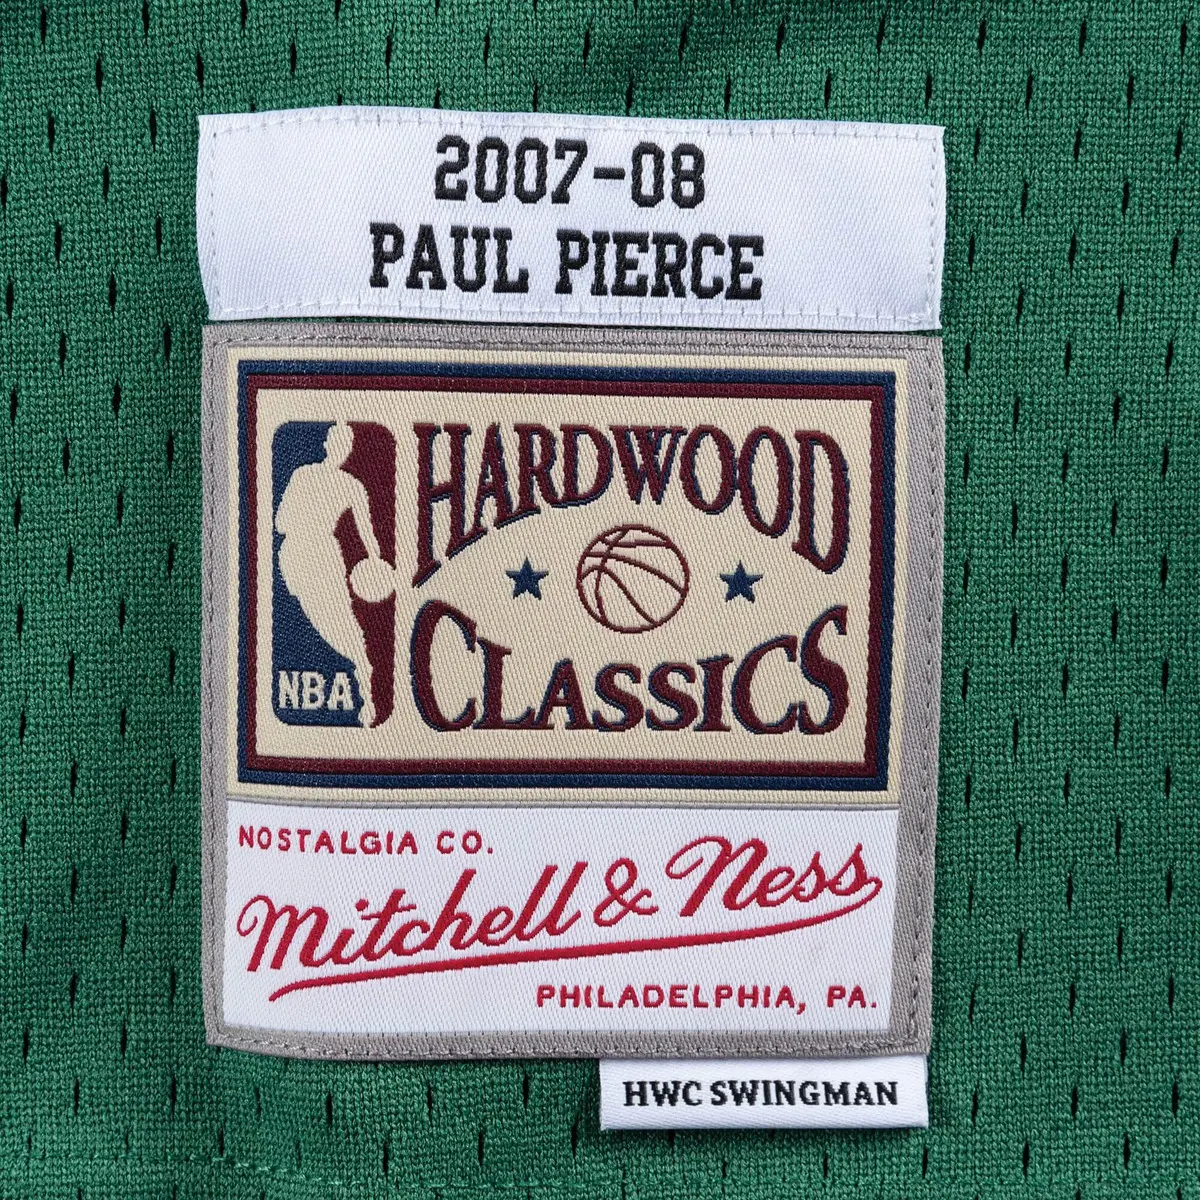 2007-08
PAUL PIERCE
HARDWOOD
CLASSICS
NBA
NOSTALGIA CO.
Mitchell & Ness
PHILADELPHIA, PA.
HWC SWINGMAN